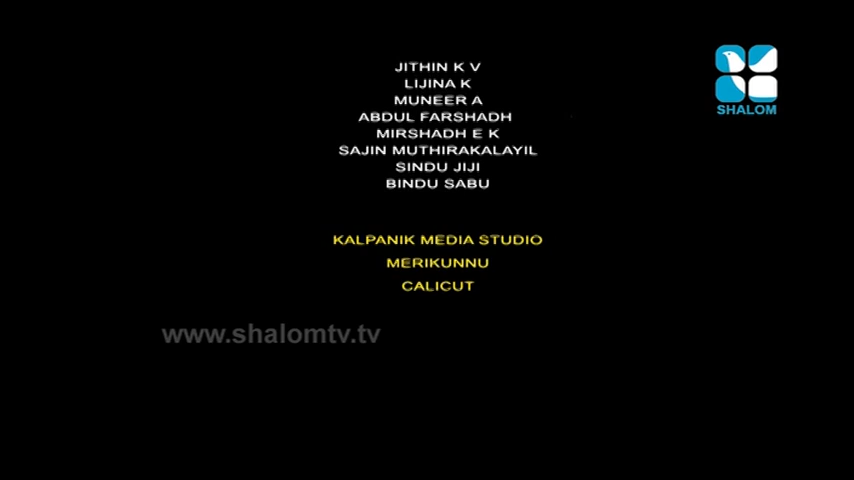 JITHIN K V
LIJINA K
MUNEER A
ABDUL FARSHADH
MIRSHADH E K
SAJIN MUTHIRAKALAYIL
SINDU JIJI
BINDU SABU
KALPANIK MEDIA STUDIO
MERIKUNNU
CALICUT
www.shalomtv.tv
SHALOM